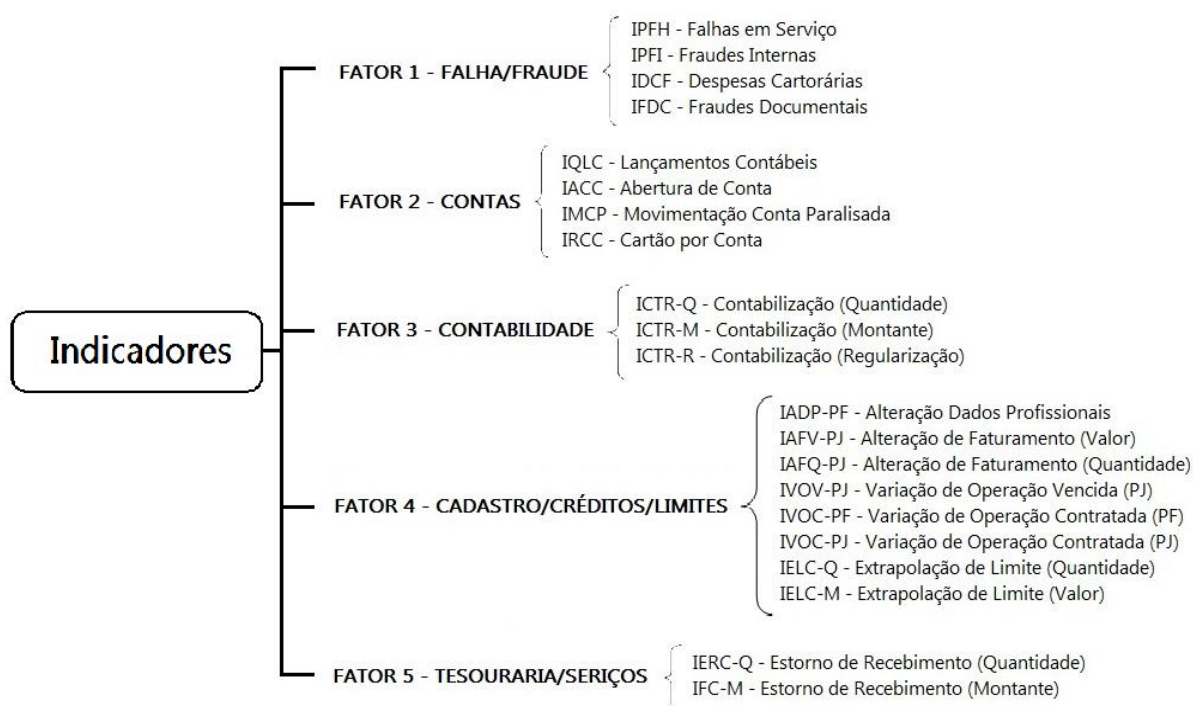 Indicadores
FATOR 1 - FALHA/FRAUDE
IPFH - Falhas em Serviço
IPFI - Fraudes Internas
IDCF - Despesas Cartorárias
IFDC - Fraudes Documentais
FATOR 2 - CONTAS
IQLC - Lançamentos Contábeis
IACC - Abertura de Conta
IMCP - Movimentação Conta Paralisada
IRCC - Cartão por Conta
FATOR 3 - CONTABILIDADE
ICTR-Q - Contabilização (Quantidade)
ICTR-M - Contabilização (Montante)
ICTR-R - Contabilização (Regularização)
FATOR 4 - CADASTRO/CRÉDITOS/LIMITES
IADP-PF - Alteração Dados Profissionais
IAFV-PJ - Alteração de Faturamento (Valor)
IAFQ-PJ - Alteração de Faturamento (Quantidade)
IVOV-PJ - Variação de Operação Vencida (PJ)
IVOC-PF - Variação de Operação Contratada (PF)
IVOC-PJ - Variação de Operação Contratada (PJ)
IELC-Q - Extrapolação de Limite (Quantidade)
IELC-M - Extrapolação de Limite (Valor)
FATOR 5 - TESOURARIA/SERIÇOS
IERC-Q - Estorno de Recebimento (Quantidade)
IFC-M - Estorno de Recebimento (Montante)